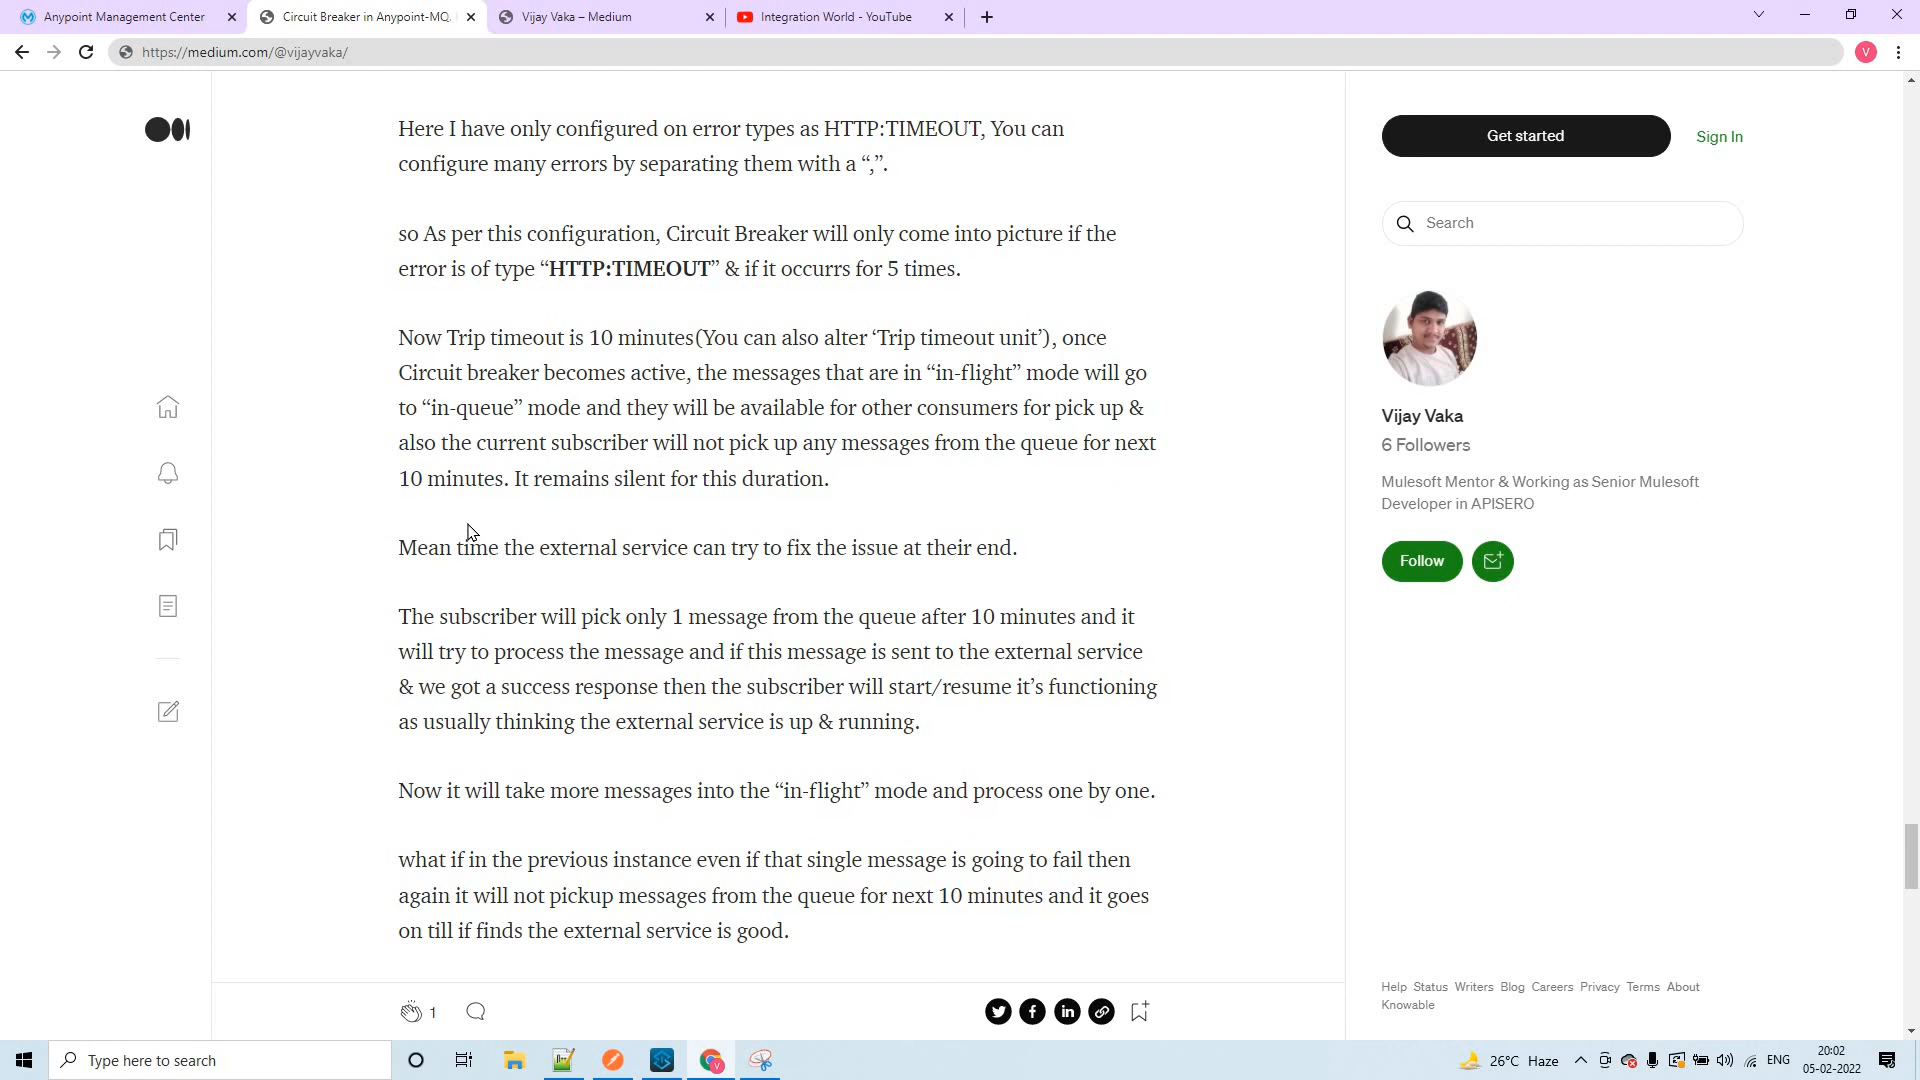 Anypoint Management Center
Circuit Breaker in Anypoint-MQ.
Vijay Vaka – Medium
Integration World - YouTube
https://medium.com/@vijayvaka/
V
Here I have only configured on error types as HTTP:TIMEOUT, You can
configure many errors by separating them with a “,”.
so As per this configuration, Circuit Breaker will only come into picture if the
error is of type “HTTP:TIMEOUT” & if it occurrs for 5 times.
Now Trip timeout is 10 minutes(You can also alter ‘Trip timeout unit’), once
Circuit breaker becomes active, the messages that are in “in-flight” mode will go
to “in-queue” mode and they will be available for other consumers for pick up &
also the current subscriber will not pick up any messages from the queue for next
10 minutes. It remains silent for this duration.
Mean time the external service can try to fix the issue at their end.
The subscriber will pick only 1 message from the queue after 10 minutes and it
will try to process the message and if this message is sent to the external service
& we got a success response then the subscriber will start/resume it’s functioning
as usually thinking the external service is up & running.
Now it will take more messages into the “in-flight” mode and process one by one.
what if in the previous instance even if that single message is going to fail then
again it will not pickup messages from the queue for next 10 minutes and it goes
on till if finds the external service is good.
1
Get started
Sign In
Search
Vijay Vaka
6 Followers
Mulesoft Mentor & Working as Senior Mulesoft
Developer in APISERO
Follow
Help Status Writers Blog Careers Privacy Terms About
Knowable
Type here to search
26°C Haze
ENG
20:02
05-02-2022